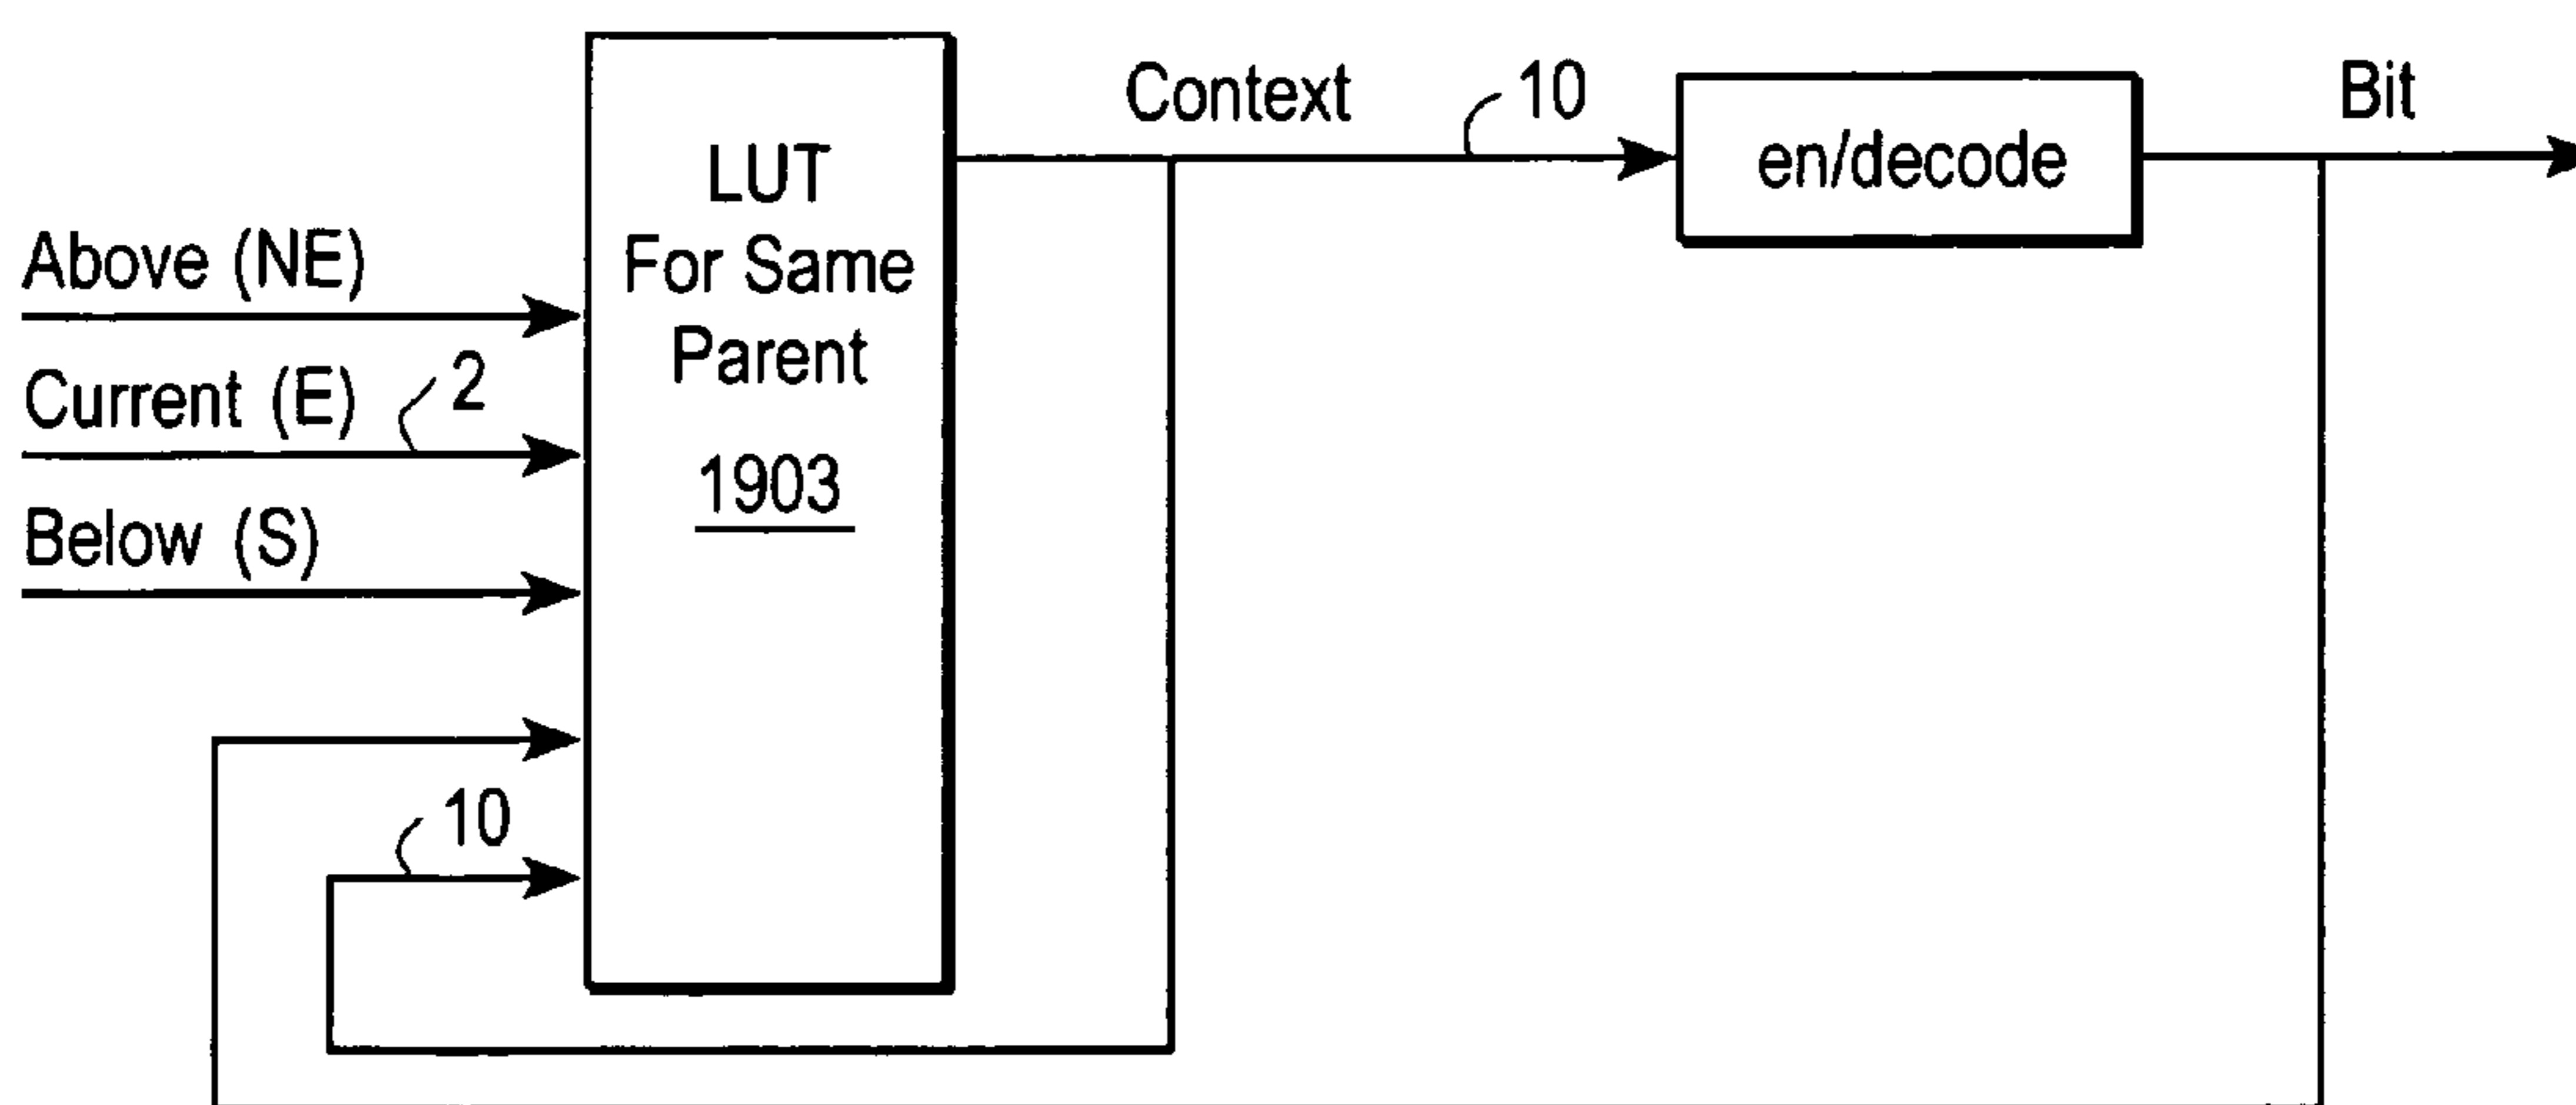 Context
10
en/decode
Bit
LUT
For Same
Parent
1903
Above (NE)
Current (E)
2
Below (S)
10